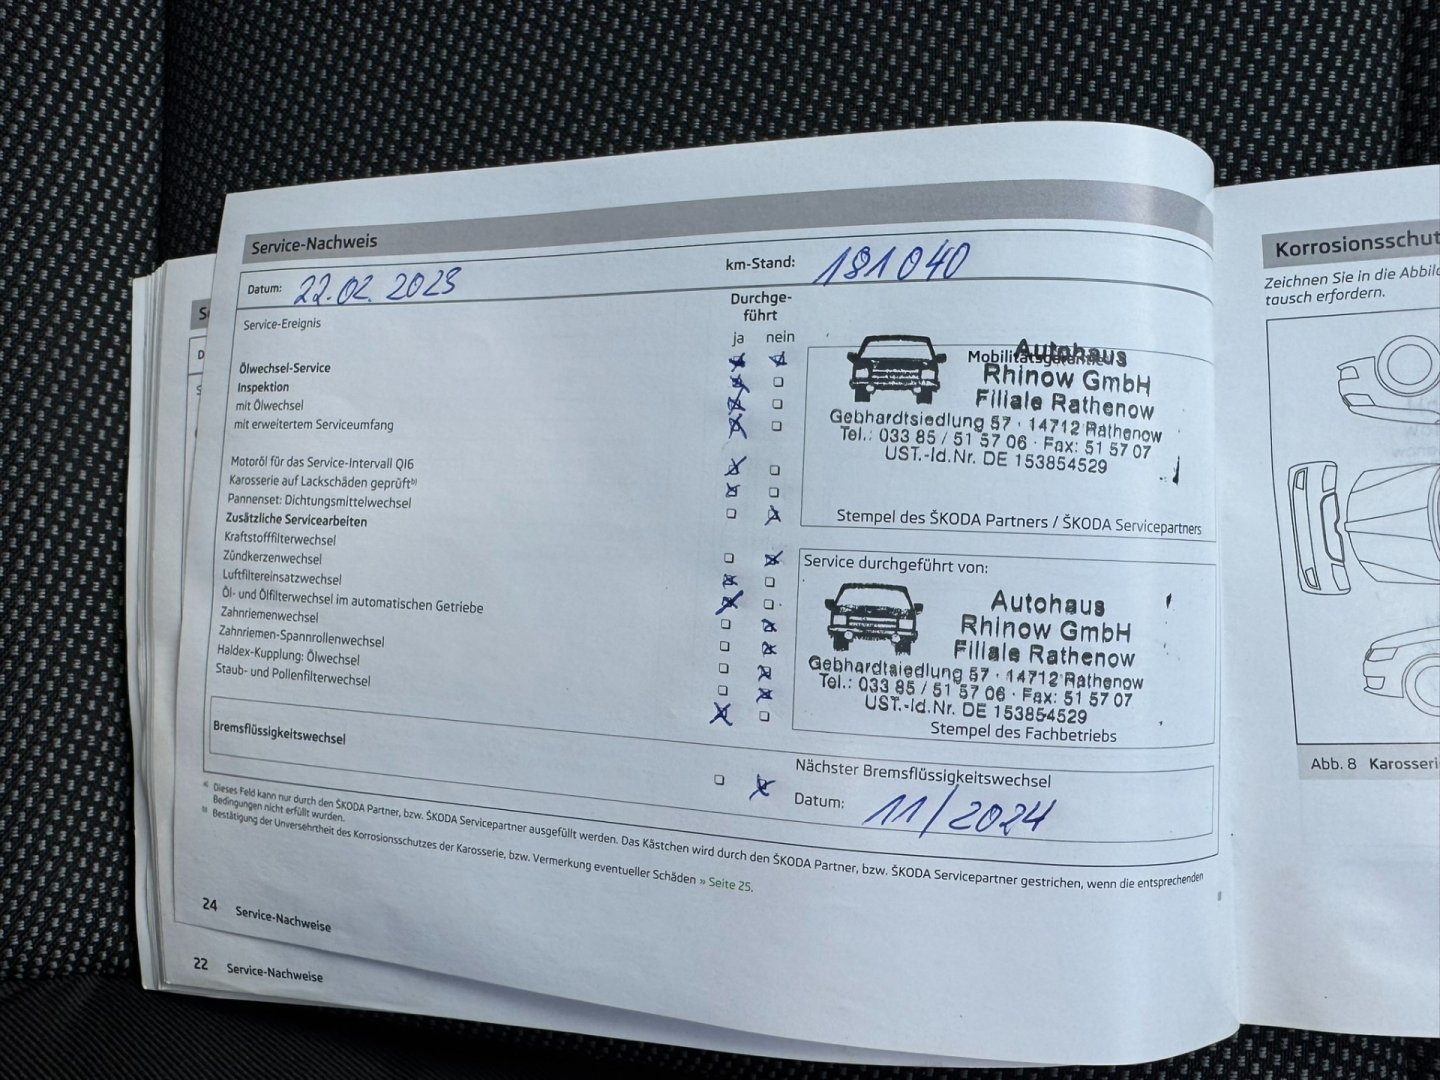 Service-Nachweis
Datum: 22.02.2023
km-Stand: 181 040
Service-Ereignis
Durchge-
führt
ja nein
Ölwechsel-Service
Inspektion
mit Ölwechsel
mit erweitertem Serviceumfang
Motoröl für das Service-Intervall QI6
Karosserie auf Lackschäden geprüft b)
Pannenset: Dichtungsmittelwechsel
Zusätzliche Servicearbeiten
Kraftstofffilterwechsel
Zündkerzenwechsel
Luftfiltereinsatzwechsel
Öl- und Ölfilterwechsel im automatischen Getriebe
Zahnriemenwechsel
Zahnriemen-Spannrollenwechsel
Haldex-Kupplung: Ölwechsel
Staub- und Pollenfilterwechsel
Bremsflüssigkeitswechsel
Autohaus
Rhinow GmbH
Filiale Rathenow
Gebhardtsiedlung 57 · 14712 Rathenow
Tel.: 033 85 / 51 57 06 · Fax: 51 57 07
UST.-Id.Nr. DE 153854529
Stempel des ŠKODA Partners / ŠKODA Servicepartners
Service durchgeführt von:
Autohaus
Rhinow GmbH
Filiale Rathenow
Gebhardtsiedlung 57 · 14712 Rathenow
Tel.: 033 85 / 51 57 06 · Fax: 51 57 07
UST.-Id.Nr. DE 153854529
Stempel des Fachbetriebs
Nächster Bremsflüssigkeitswechsel
Datum: 11/2024
a) Dieses Feld kann nur durch den ŠKODA Partner, bzw. ŠKODA Servicepartner ausgefüllt werden. Das Kästchen wird durch den ŠKODA Partner, bzw. ŠKODA Servicepartner gestrichen, wenn die entsprechenden
Bedingungen nicht erfüllt wurden.
b) Bestätigung der Unversehrtheit des Korrosionsschutzes der Karosserie, bzw. Vermerkung eventueller Schäden » Seite 25.
24 Service-Nachweise
22 Service-Nachweise
Korrosionsschut
Zeichnen Sie in die Abbild
tausch erfordern.
Abb. 8 Karosseri